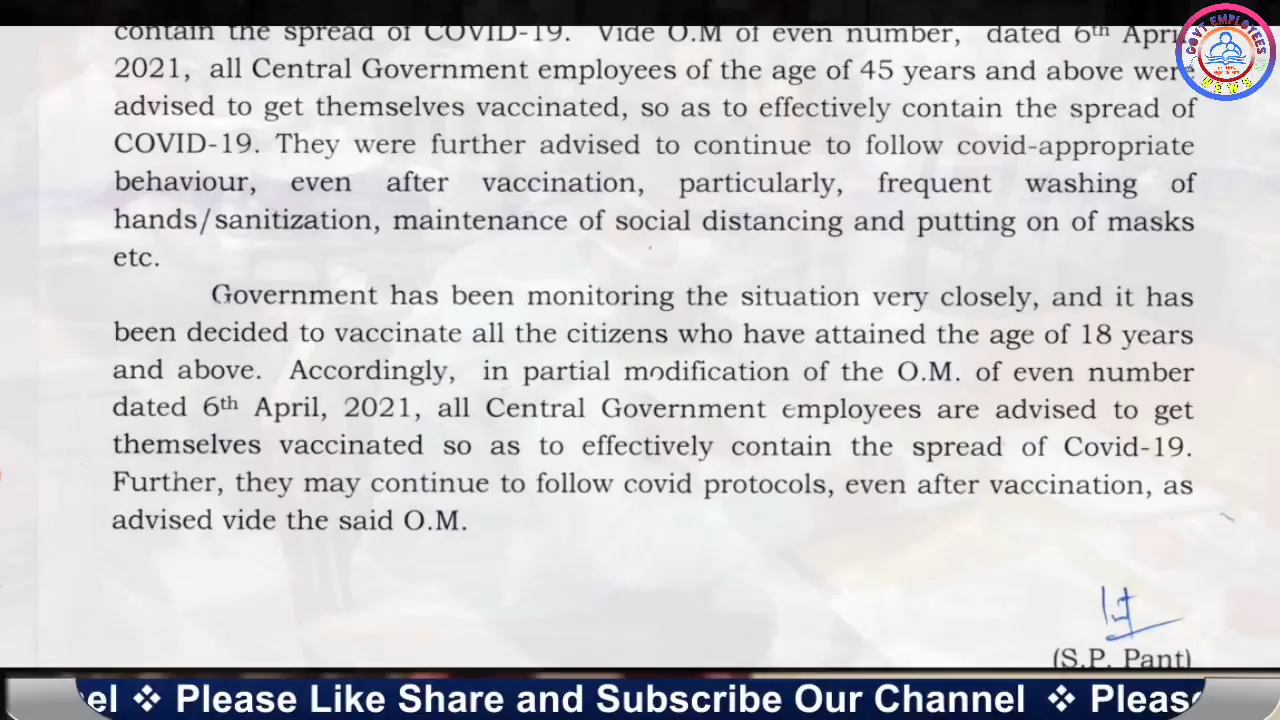 contain the spread of COVID-19. Vide O.M of even number, dated 6th April
2021, all Central Government employees of the age of 45 years and above were
advised to get themselves vaccinated, so as to effectively contain the spread of
COVID-19. They were further advised to continue to follow covid-appropriate
behaviour, even after vaccination, particularly, frequent washing of
hands/sanitization, maintenance of social distancing and putting on of masks
etc.
Government has been monitoring the situation very closely, and it has
been decided to vaccinate all the citizens who have attained the age of 18 years
and above. Accordingly, in partial modification of the O.M. of even number
dated 6th April, 2021, all Central Government employees are advised to get
themselves vaccinated so as to effectively contain the spread of Covid-19.
Further, they may continue to follow covid protocols, even after vaccination, as
advised vide the said O.M.
(S.P. Pant)
GOVT. EMPLOYEES
NEWS
el ❖ Please Like Share and Subscribe Our Channel ❖ Please